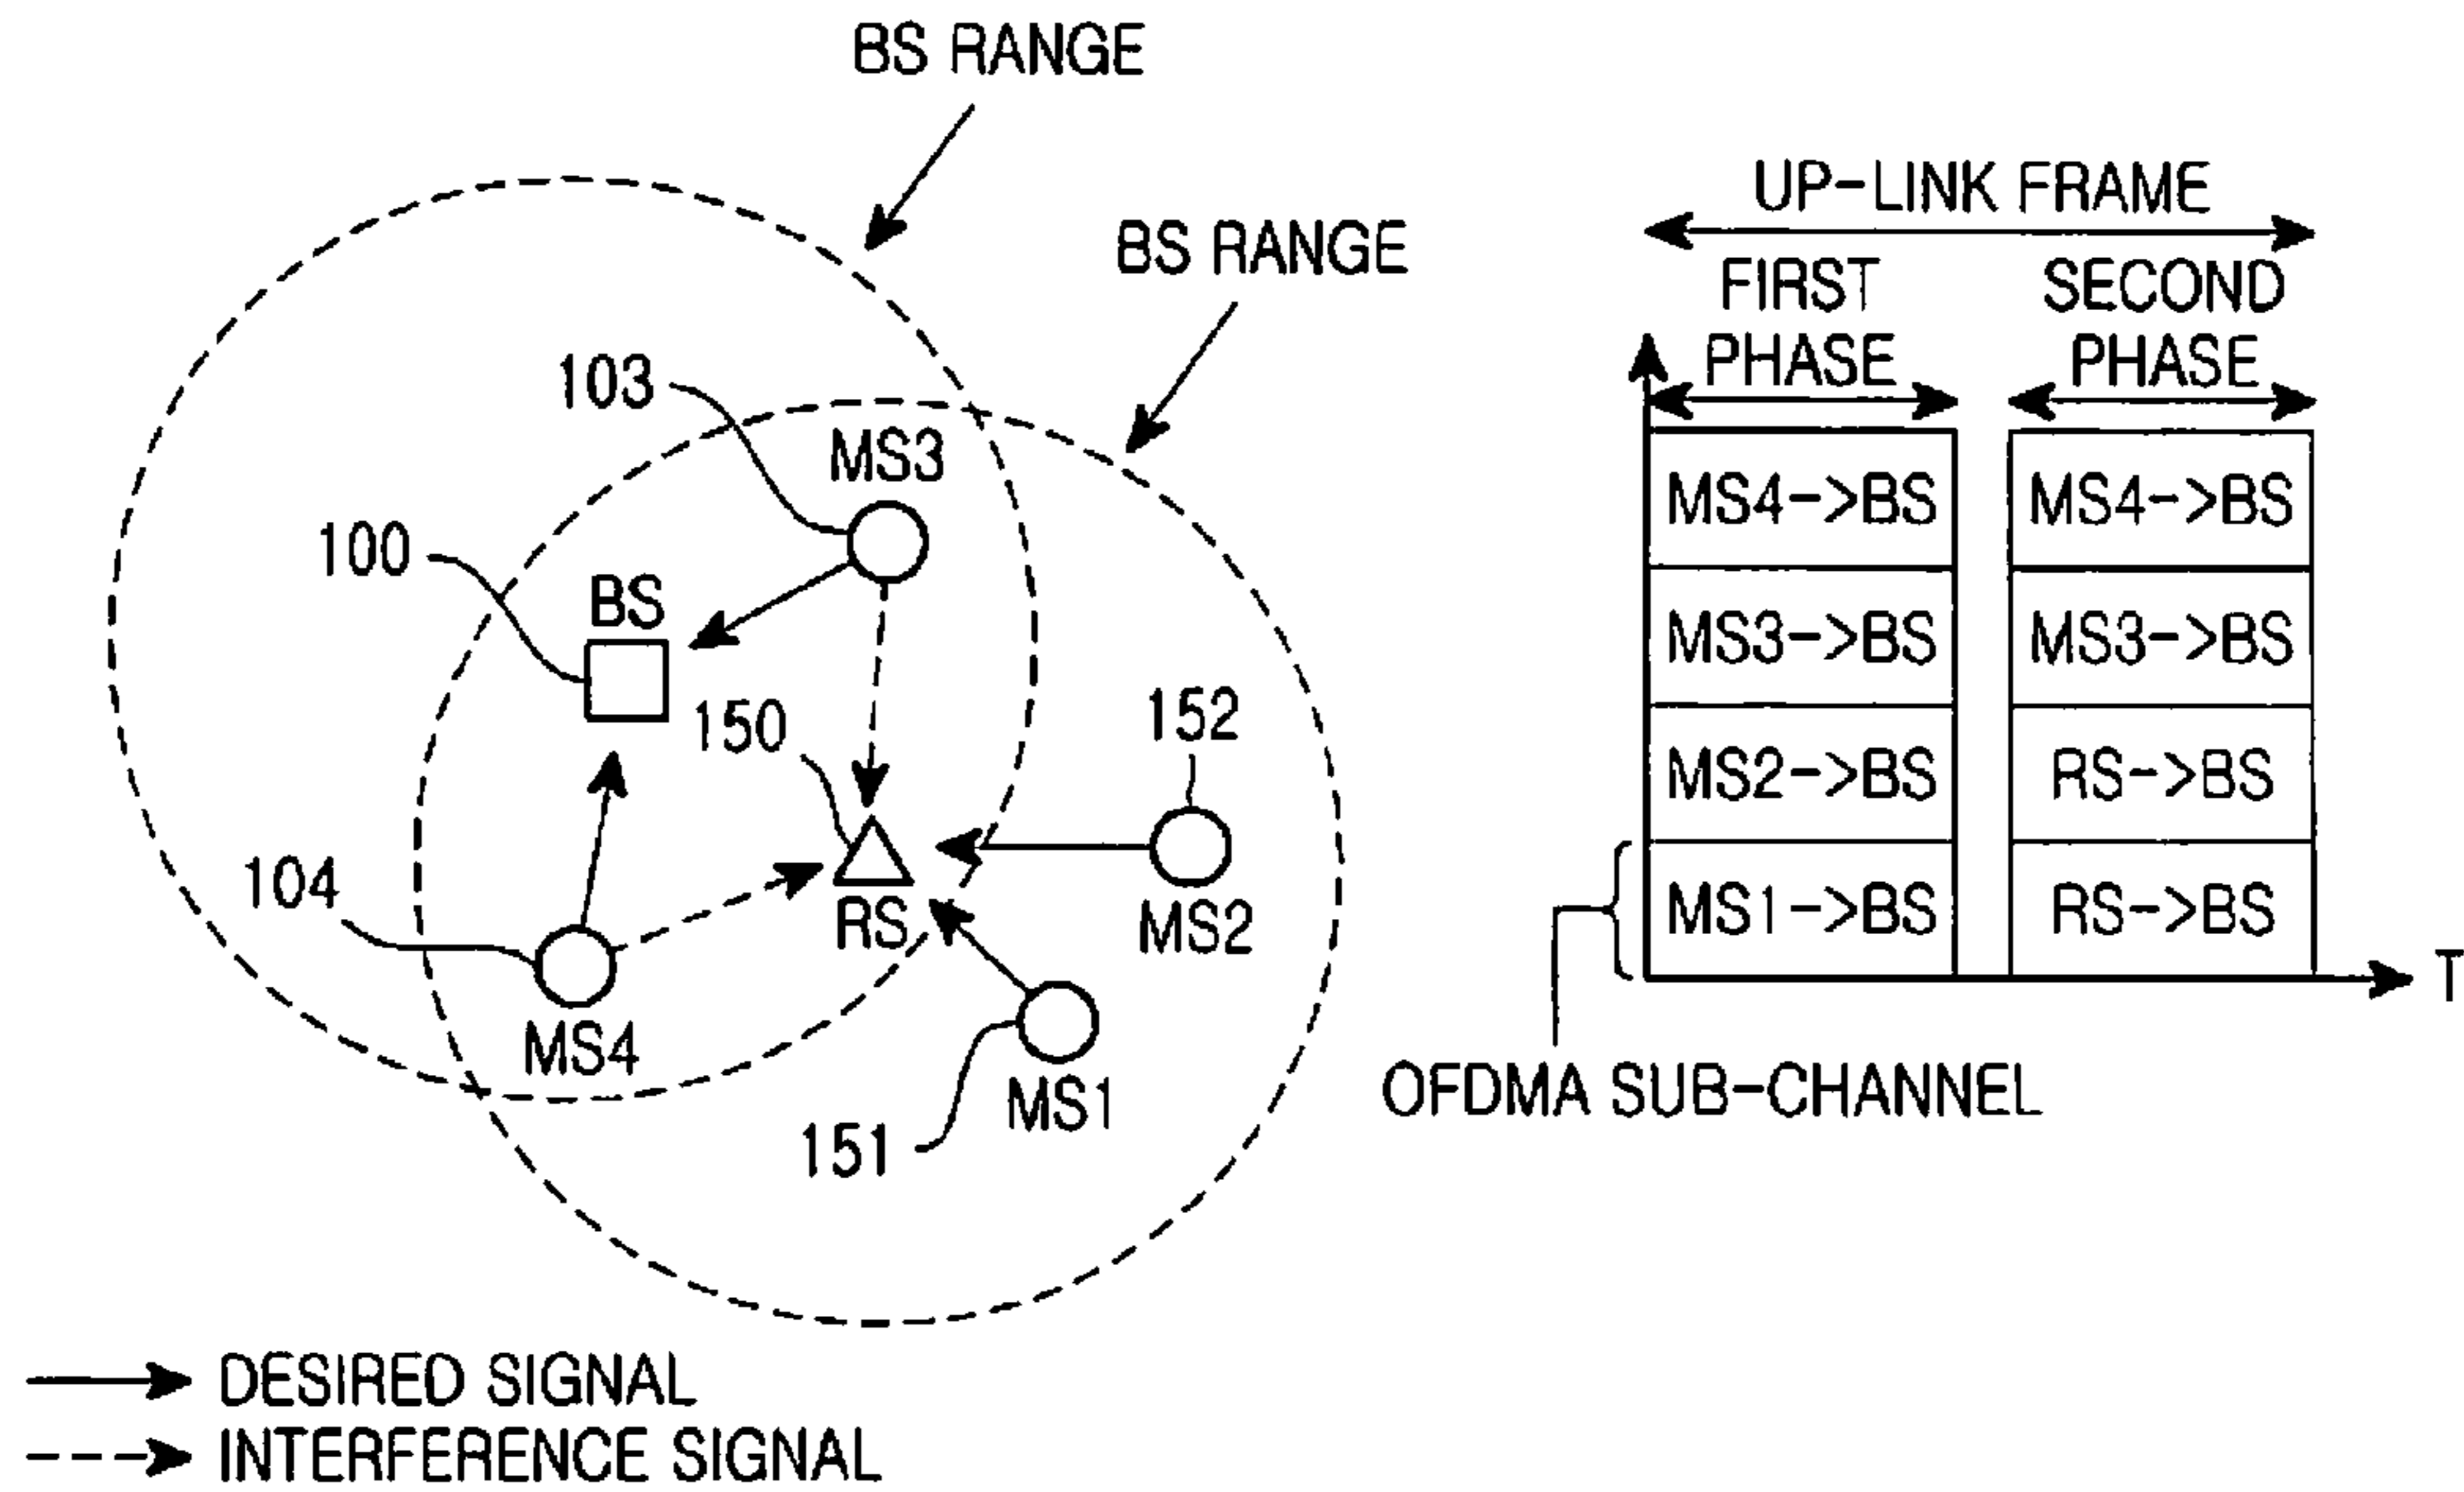 BS RANGE
BS RANGE
103
MS3
100
BS
150
152
104
RS
MS2
MS4
MS1
151
UP-LINK FRAME
FIRST
PHASE
SECOND
PHASE
MS4->BS
MS4->BS
MS3->BS
MS3->BS
MS2->BS
RS->BS
MS1->BS
RS->BS
T
OFDMA SUB-CHANNEL
DESIRED SIGNAL
INTERFERENCE SIGNAL